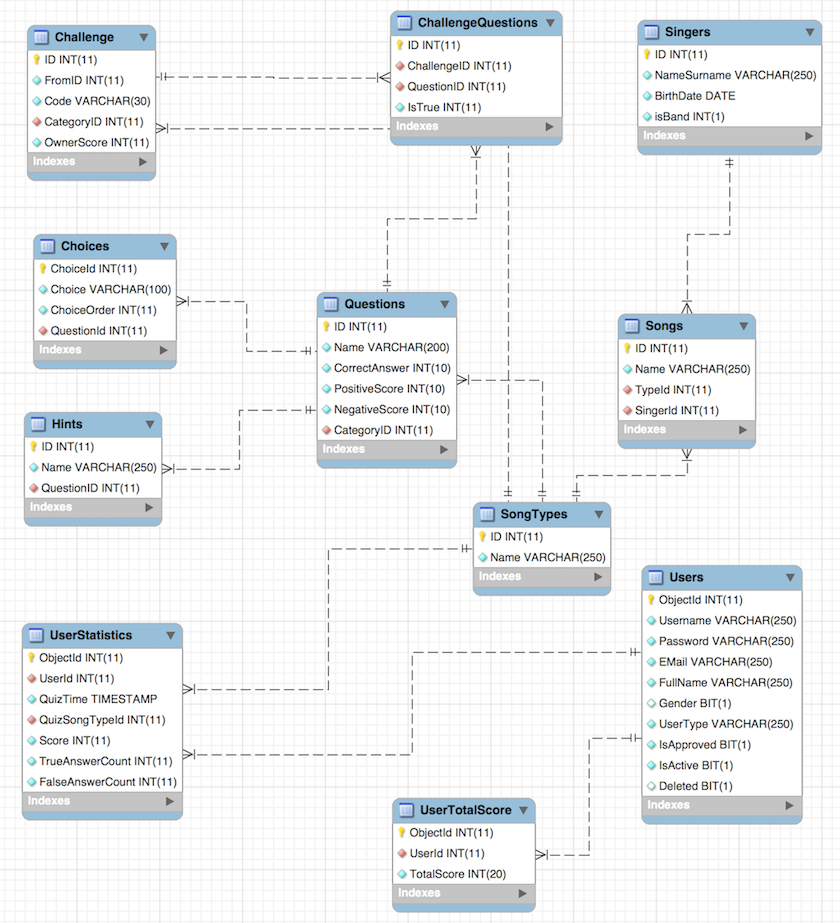 Challenge
ID INT(11)
FromID INT(11)
Code VARCHAR(30)
CategoryID INT(11)
OwnerScore INT(11)
Indexes
ChallengeQuestions
ID INT(11)
ChallengeID INT(11)
QuestionID INT(11)
IsTrue INT(11)
Indexes
Singers
ID INT(11)
NameSurname VARCHAR(250)
BirthDate DATE
isBand INT(1)
Indexes
Choices
ChoiceId INT(11)
Choice VARCHAR(100)
ChoiceOrder INT(11)
QuestionId INT(11)
Indexes
Questions
ID INT(11)
Name VARCHAR(200)
CorrectAnswer INT(10)
PositiveScore INT(10)
NegativeScore INT(10)
CategoryID INT(11)
Indexes
Songs
ID INT(11)
Name VARCHAR(250)
TypeId INT(11)
SingerId INT(11)
Indexes
Hints
ID INT(11)
Name VARCHAR(250)
QuestionID INT(11)
Indexes
SongTypes
ID INT(11)
Name VARCHAR(250)
Indexes
Users
ObjectId INT(11)
Username VARCHAR(250)
Password VARCHAR(250)
EMail VARCHAR(250)
FullName VARCHAR(250)
Gender BIT(1)
UserType VARCHAR(250)
IsApproved BIT(1)
IsActive BIT(1)
Deleted BIT(1)
Indexes
UserStatistics
ObjectId INT(11)
UserId INT(11)
QuizTime TIMESTAMP
QuizSongTypeId INT(11)
Score INT(11)
TrueAnswerCount INT(11)
FalseAnswerCount INT(11)
Indexes
UserTotalScore
ObjectId INT(11)
UserId INT(11)
TotalScore INT(20)
Indexes